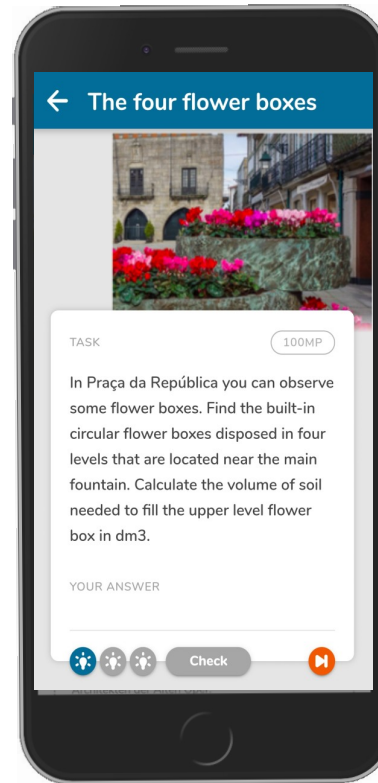 The four flower boxes
TASK
100MP
In Praça da República you can observe
some flower boxes. Find the built-in
circular flower boxes disposed in four
levels that are located near the main
fountain. Calculate the volume of soil
needed to fill the upper level flower
box in dm3.
YOUR ANSWER
Check